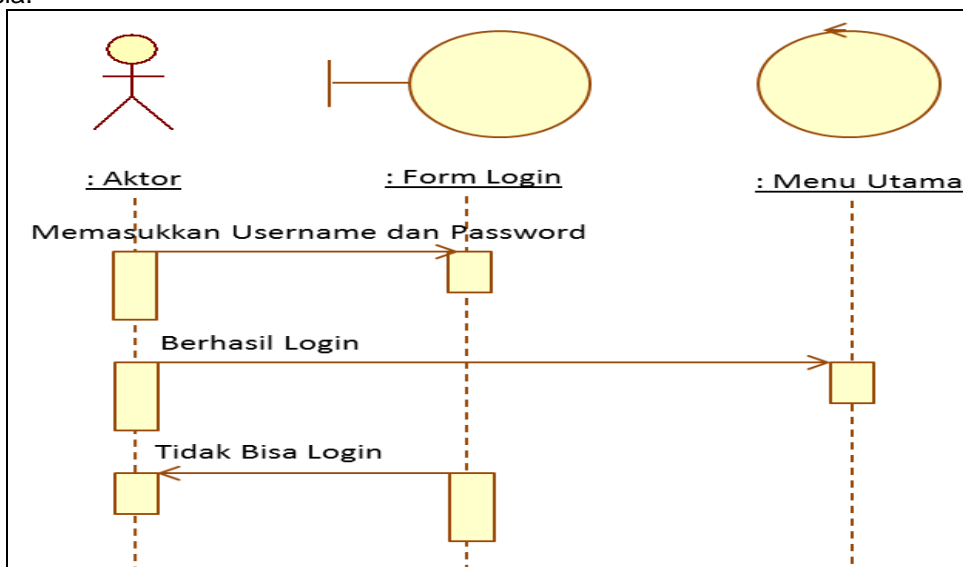 : Aktor
: Form Login
: Menu Utama
Memasukkan Username dan Password
Berhasil Login
Tidak Bisa Login